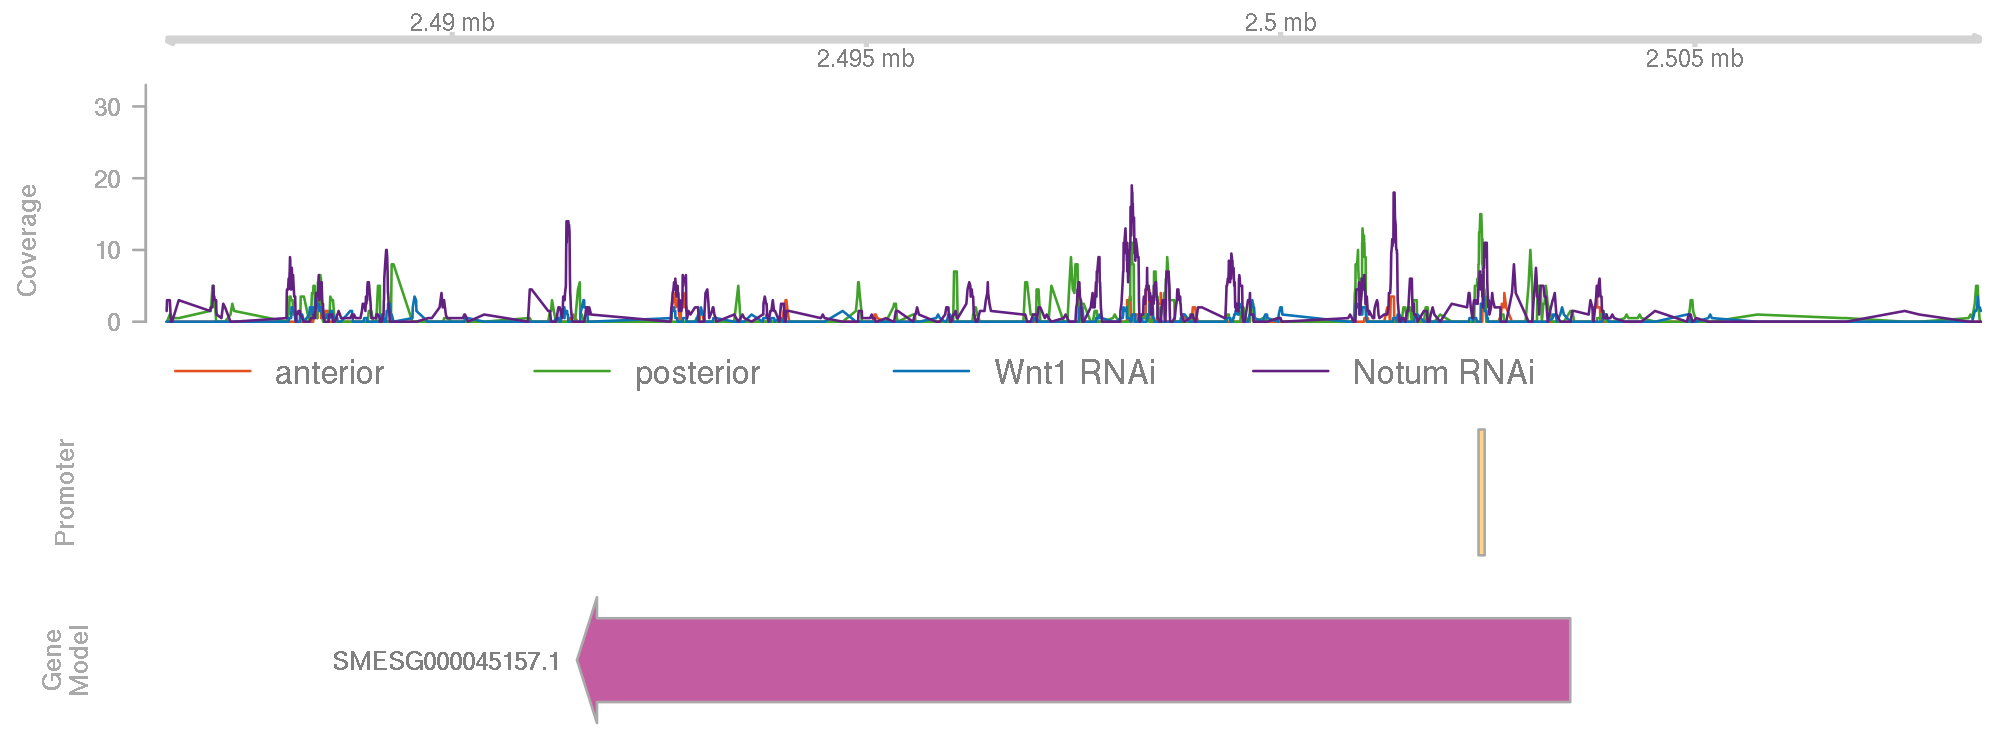 2.49 mb
2.5 mb
2.495 mb
2.505 mb
Coverage
30
20
10
0
anterior
posterior
Wnt1 RNAi
Notum RNAi
Promoter
Gene
Model
SMESG000045157.1